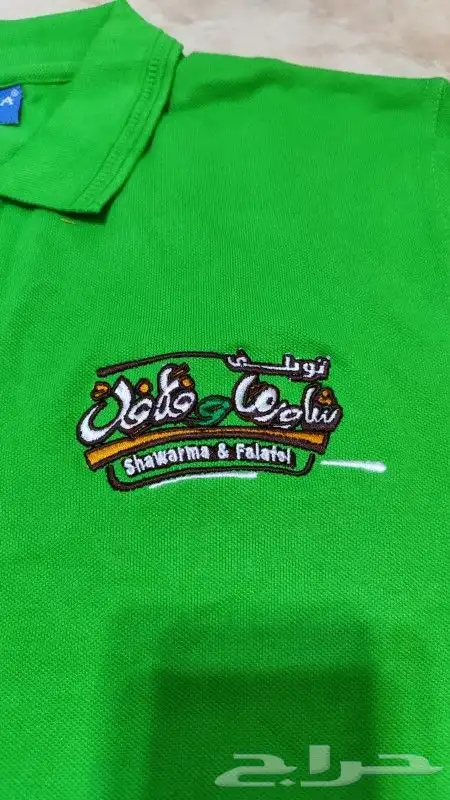 توبلي
شاورما و فلافل
Shawarma & Falafel
حراج